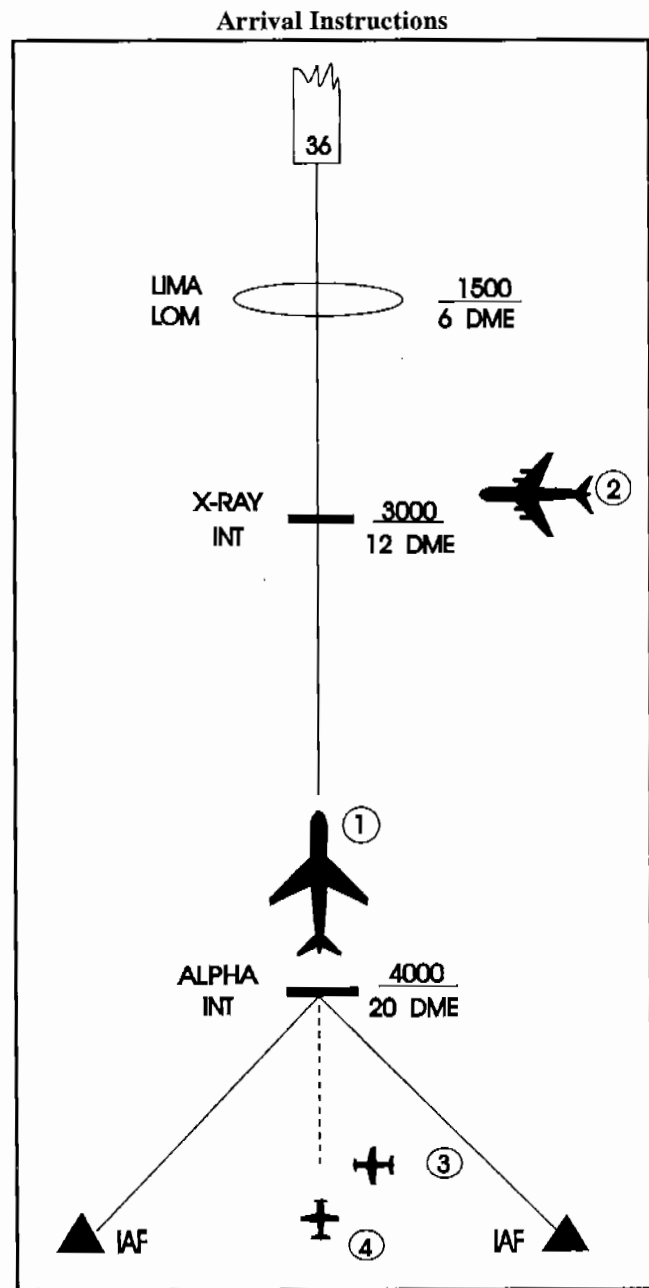 Arrival Instructions
36
LIMA
LOM
1500
6 DME
2
X-RAY
INT
3000
12 DME
1
ALPHA
INT
4000
20 DME
3
IAF
4
IAF